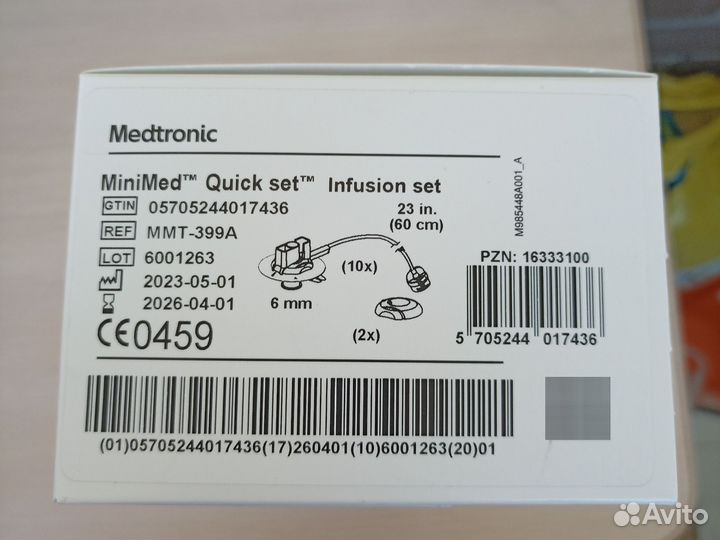 Medtronic
MiniMed™ Quick set™ Infusion set
GTIN 05705244017436
REF MMT-399A
LOT 6001263
2023-05-01
2026-04-01
CE0459
23 in.
(60 cm)
(10x)
6 mm
(2x)
M985448A001_A
PZN: 16333100
5 705244 017436
(01)05705244017436(17)260401(10)6001263(20)01
Avito